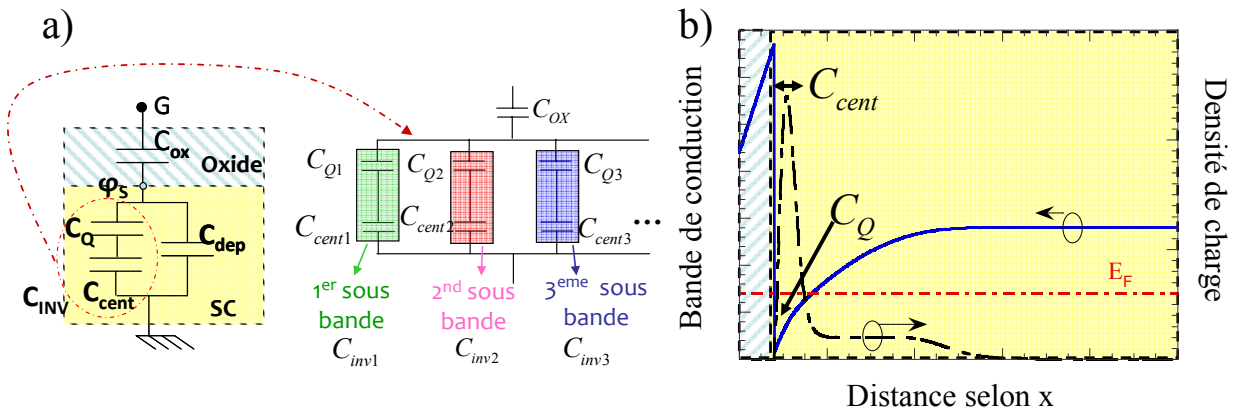 a)
G
C_ox
Oxide
φ_S
C_Q
C_dep
C_cent
C_INV
SC
C_OX
C_Q1
C_Q2
C_Q3
C_cent1
C_cent2
C_cent3
...
1^er sous
bande
C_inv1
2^nd sous
bande
C_inv2
3^eme sous
bande
C_inv3
b)
Bande de conduction
C_cent
C_Q
E_F
Densité de charge
Distance selon x